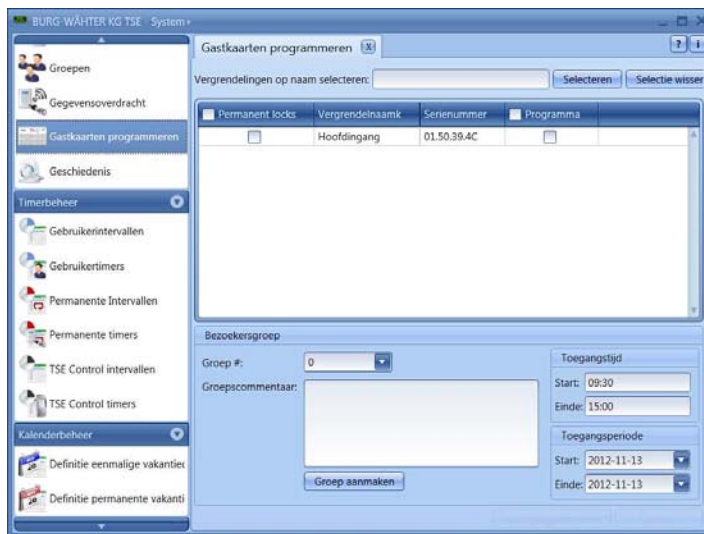 BURG-WÄHTER KG TSE - System+
Groepen
Gegevensoverdracht
Gastkaarten programmeren
Geschiedenis
Timerbeheer
Gebruikerintervallen
Gebruikertimers
Permanente Intervallen
Permanente timers
TSE Control intervallen
TSE Control timers
Kalenderbeheer
Definitie eenmalige vakantied
Definitie permanente vakanti
Gastkaarten programmeren x
? i
Vergrendelingen op naam selecteren: Selecteren Selectie wisser
Permanent locks Vergrendelnaamk Serienummer Programma
Hoofdingang 01.50.39.4C
Bezoekersgroep
Groep #: 0
Groepscommentaar:
Groep aanmaken
Toegangstijd
Start: 09:30
Einde: 15:00
Toegangsperiode
Start: 2012-11-13
Einde: 2012-11-13